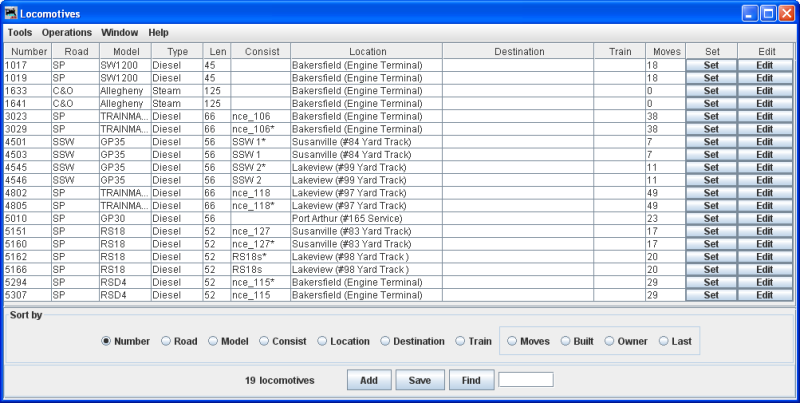 Locomotives
Tools Operations Window Help
Number Road Model Type Len Consist Location Destination Train Moves Set Edit
1017 SP SW1200 Diesel 45 Bakersfield (Engine Terminal) 18 Set Edit
1019 SP SW1200 Diesel 45 Bakersfield (Engine Terminal) 18 Set Edit
1633 C&O Allegheny Steam 125 Bakersfield (Engine Terminal) 0 Set Edit
1641 C&O Allegheny Steam 125 Bakersfield (Engine Terminal) 0 Set Edit
3023 SP TRAINMA... Diesel 66 nce_106 Bakersfield (Engine Terminal) 38 Set Edit
3029 SP TRAINMA... Diesel 66 nce_106* Bakersfield (Engine Terminal) 38 Set Edit
4501 SSW GP35 Diesel 56 SSW 1* Susanville (#84 Yard Track) 7 Set Edit
4503 SSW GP35 Diesel 56 SSW 1 Susanville (#84 Yard Track) 7 Set Edit
4545 SSW GP35 Diesel 56 SSW 2* Lakeview (#99 Yard Track) 11 Set Edit
4546 SSW GP35 Diesel 56 SSW 2 Lakeview (#99 Yard Track) 11 Set Edit
4802 SP TRAINMA... Diesel 66 nce_118 Lakeview (#97 Yard Track) 49 Set Edit
4805 SP TRAINMA... Diesel 66 nce_118* Lakeview (#97 Yard Track) 49 Set Edit
5010 SP GP30 Diesel 56 Port Arthur (#165 Service) 23 Set Edit
5151 SP RS18 Diesel 52 nce_127 Susanville (#83 Yard Track) 17 Set Edit
5160 SP RS18 Diesel 52 nce_127* Susanville (#83 Yard Track) 17 Set Edit
5162 SP RS18 Diesel 52 RS18s* Lakeview (#98 Yard Track ) 20 Set Edit
5166 SP RS18 Diesel 52 RS18s Lakeview (#98 Yard Track ) 20 Set Edit
5294 SP RSD4 Diesel 52 nce_115* Bakersfield (Engine Terminal) 29 Set Edit
5307 SP RSD4 Diesel 52 nce_115 Bakersfield (Engine Terminal) 29 Set Edit
Sort by
Number Road Model Consist Location Destination Train Moves Built Owner Last
19 locomotives Add Save Find